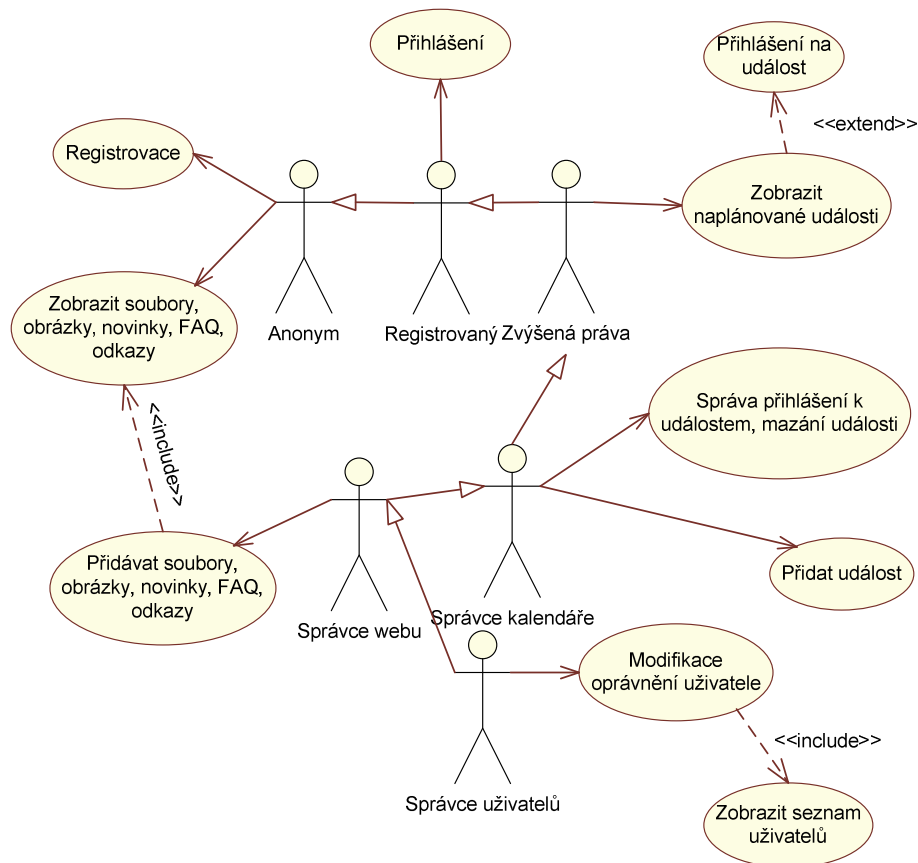 Přihlášení
Přihlášení na
událost
<<extend>>
Registrovace
Zobrazit
naplánované události
Zobrazit soubory,
obrázky, novinky, FAQ,
odkazy
Anonym
Registrovaný
Zvýšená práva
<<include>>
Správa přihlášení k
událostem, mazání události
Přidávat soubory,
obrázky, novinky, FAQ,
odkazy
Přidat událost
Správce webu
Správce kalendáře
Modifikace
oprávnění uživatele
<<include>>
Správce uživatelů
Zobrazit seznam
uživatelů